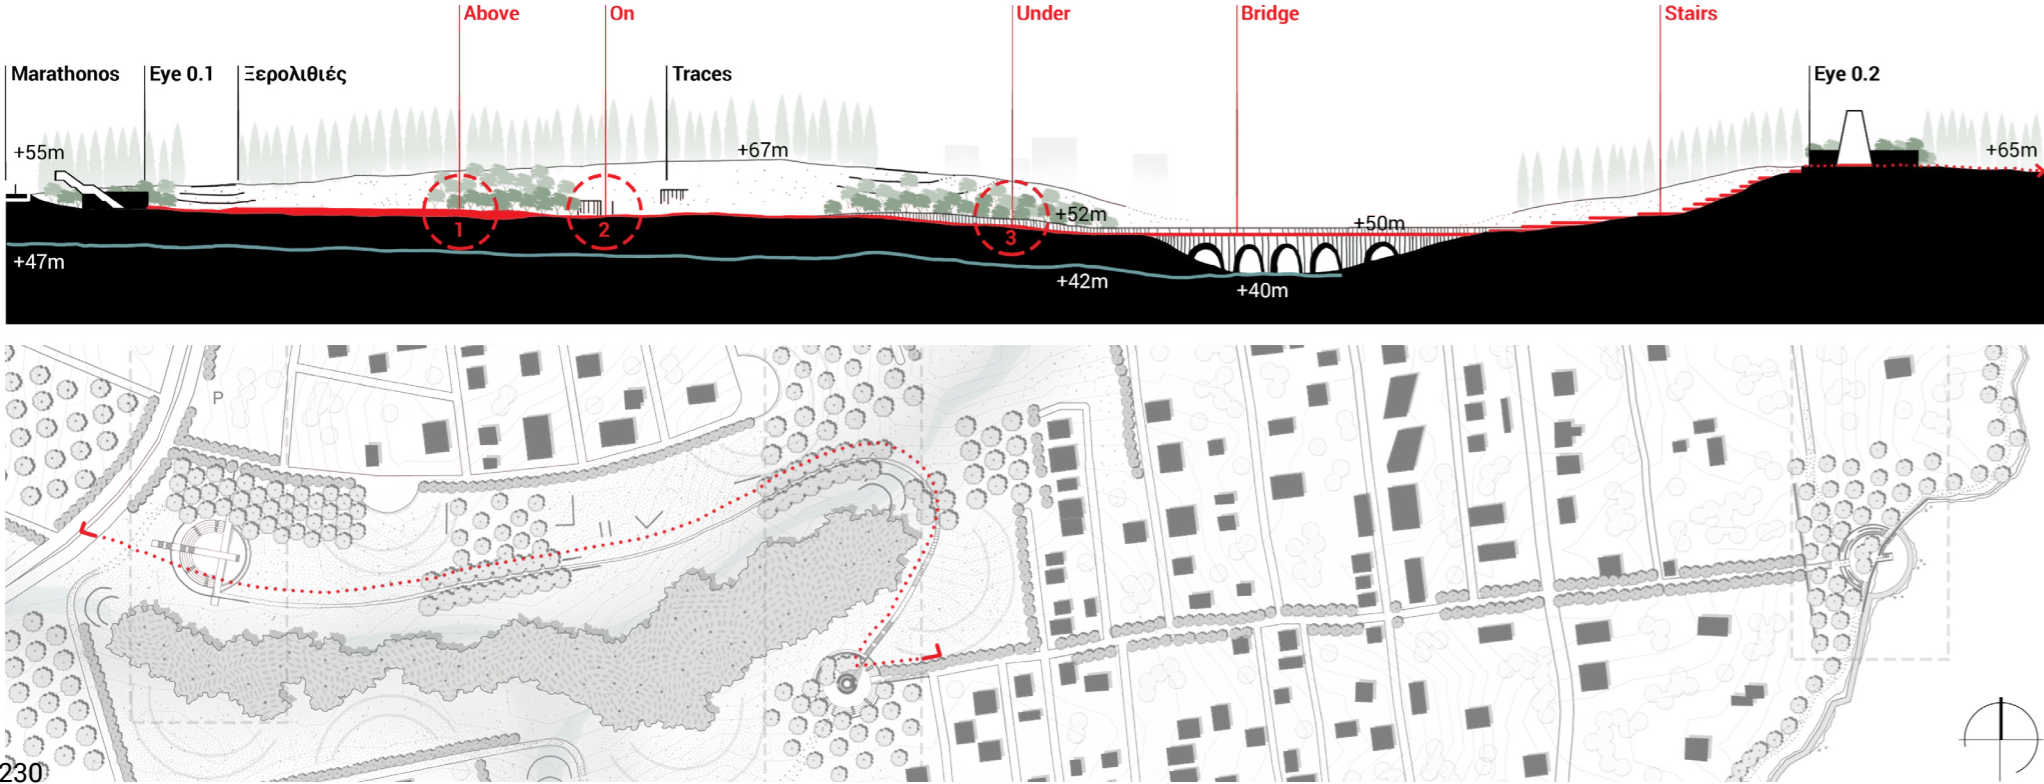 Above
On
Under
Bridge
Stairs
Marathonos
Eye 0.1
Ξερολιθιές
Traces
Eye 0.2
+55m
+67m
+65m
+52m
+50m
1
2
3
+47m
+42m
+40m
P
230